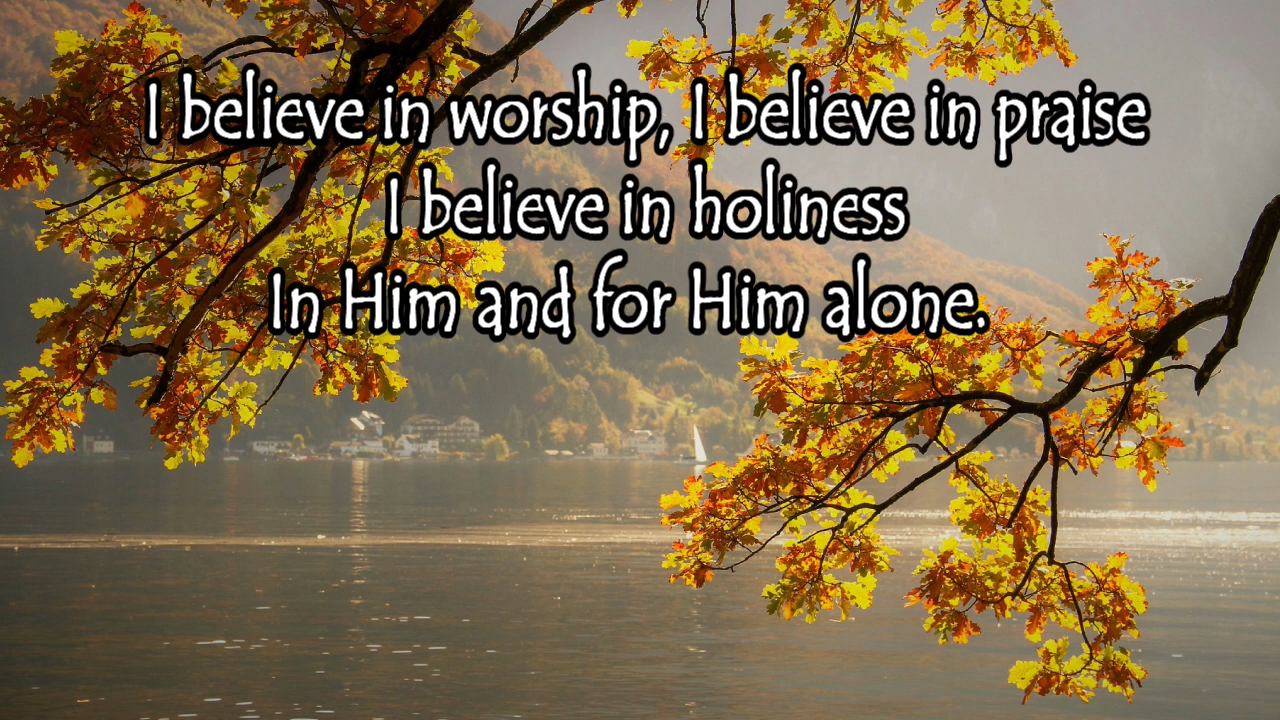 I believe in worship, I believe in praise
I believe in holiness
In Him and for Him alone.